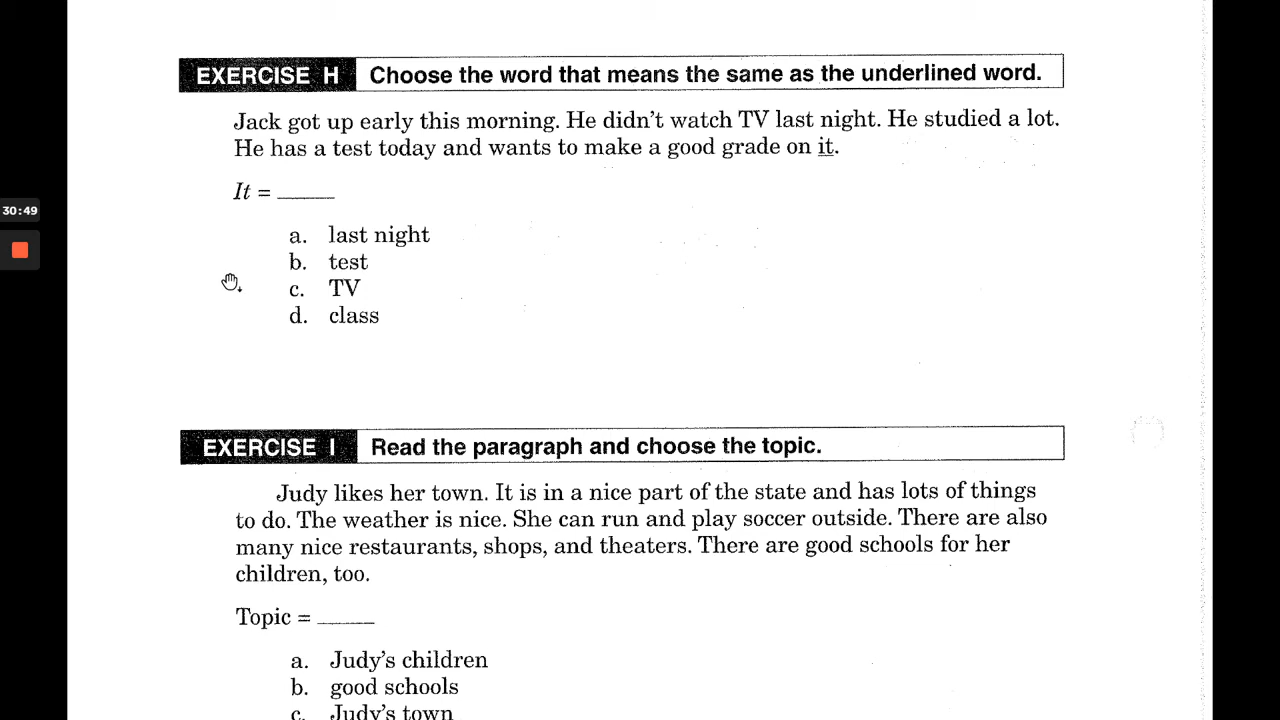 EXERCISE H Choose the word that means the same as the underlined word.
Jack got up early this morning. He didn't watch TV last night. He studied a lot.
He has a test today and wants to make a good grade on it.
It = _____
30:49
a. last night
b. test
c. TV
d. class
EXERCISE I Read the paragraph and choose the topic.
Judy likes her town. It is in a nice part of the state and has lots of things
to do. The weather is nice. She can run and play soccer outside. There are also
many nice restaurants, shops, and theaters. There are good schools for her
children, too.
Topic = _____
a. Judy's children
b. good schools
c. Judy's town